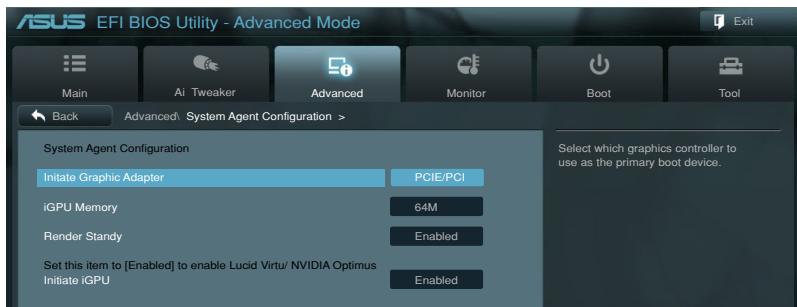 ASUS EFI BIOS Utility - Advanced Mode
Exit
Main
Ai Tweaker
Advanced
Monitor
Boot
Tool
Back
Advanced\ System Agent Configuration >
System Agent Configuration
Initate Graphic Adapter PCIE/PCI
iGPU Memory 64M
Render Standy Enabled
Set this item to [Enabled] to enable Lucid Virtu/ NVIDIA Optimus
Initiate iGPU Enabled
Select which graphics controller to
use as the primary boot device.